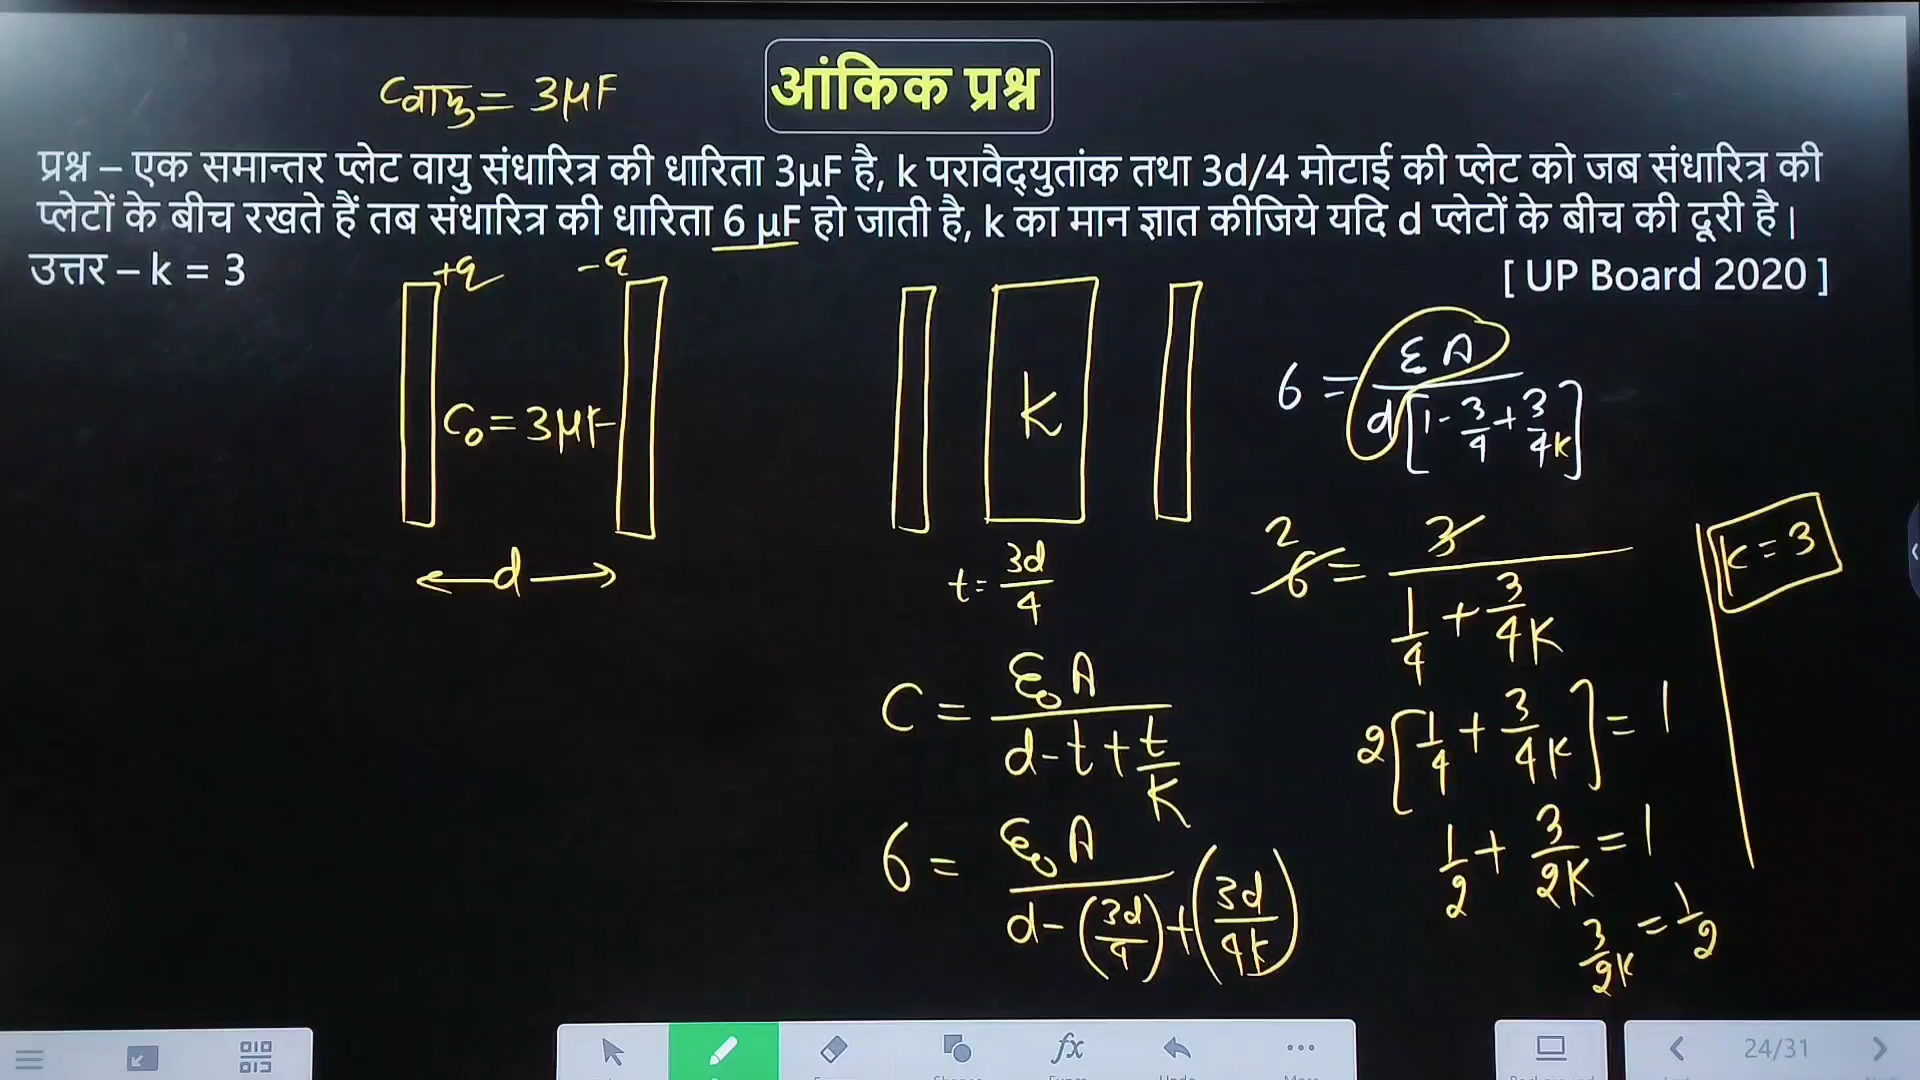 C वायु = 3μF
आंकिक प्रश्न
प्रश्न – एक समान्तर प्लेट वायु संधारित्र की धारिता 3μF है, k परावैद्युतांक तथा 3d/4 मोटाई की प्लेट को जब संधारित्र की
प्लेटों के बीच रखते हैं तब संधारित्र की धारिता 6 μF हो जाती है, k का मान ज्ञात कीजिये यदि d प्लेटों के बीच की दूरी है |
उत्तर – k = 3
[ UP Board 2020 ]
+q -q
C₀ = 3μF
d
K
t = 3d/4
C = ε₀A / d-t+t/K
6 = ε₀A / d-(3d/4)+(3d/4K)
6 = εA / d[1-3/4+3/4K]
2
6 = 3 / 1/4+3/4K
2[1/4+3/4K] = 1
1/2+3/2K = 1
3/2K = 1/2
K = 3
fx
24/31